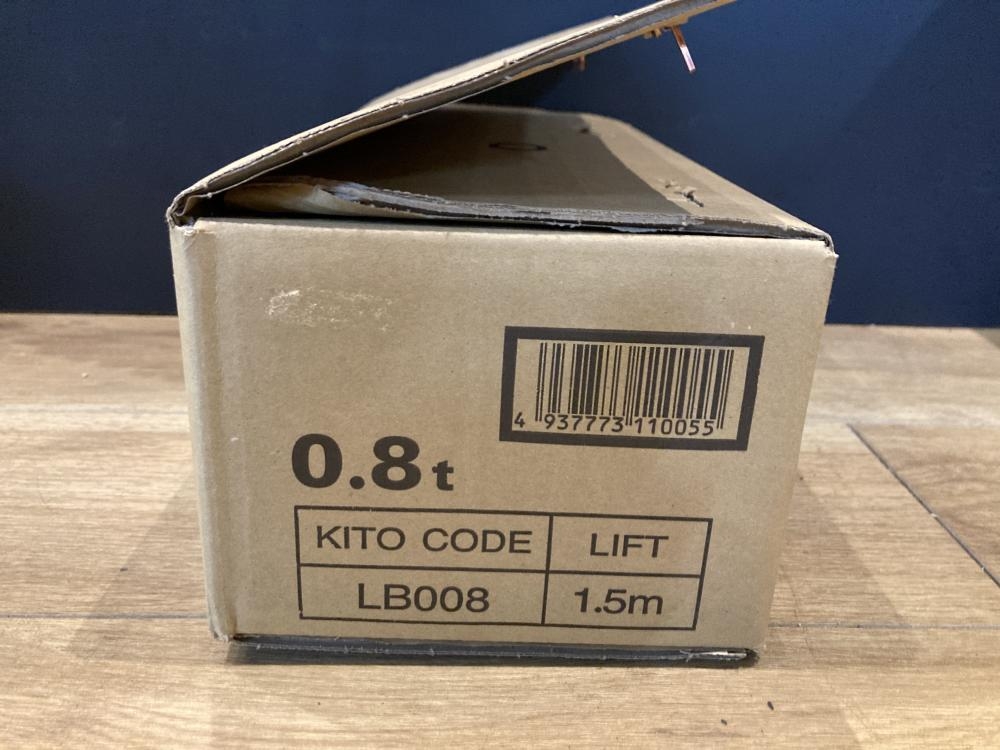 4 937773 110055
0.8t
KITO CODE LIFT
LB008 1.5m